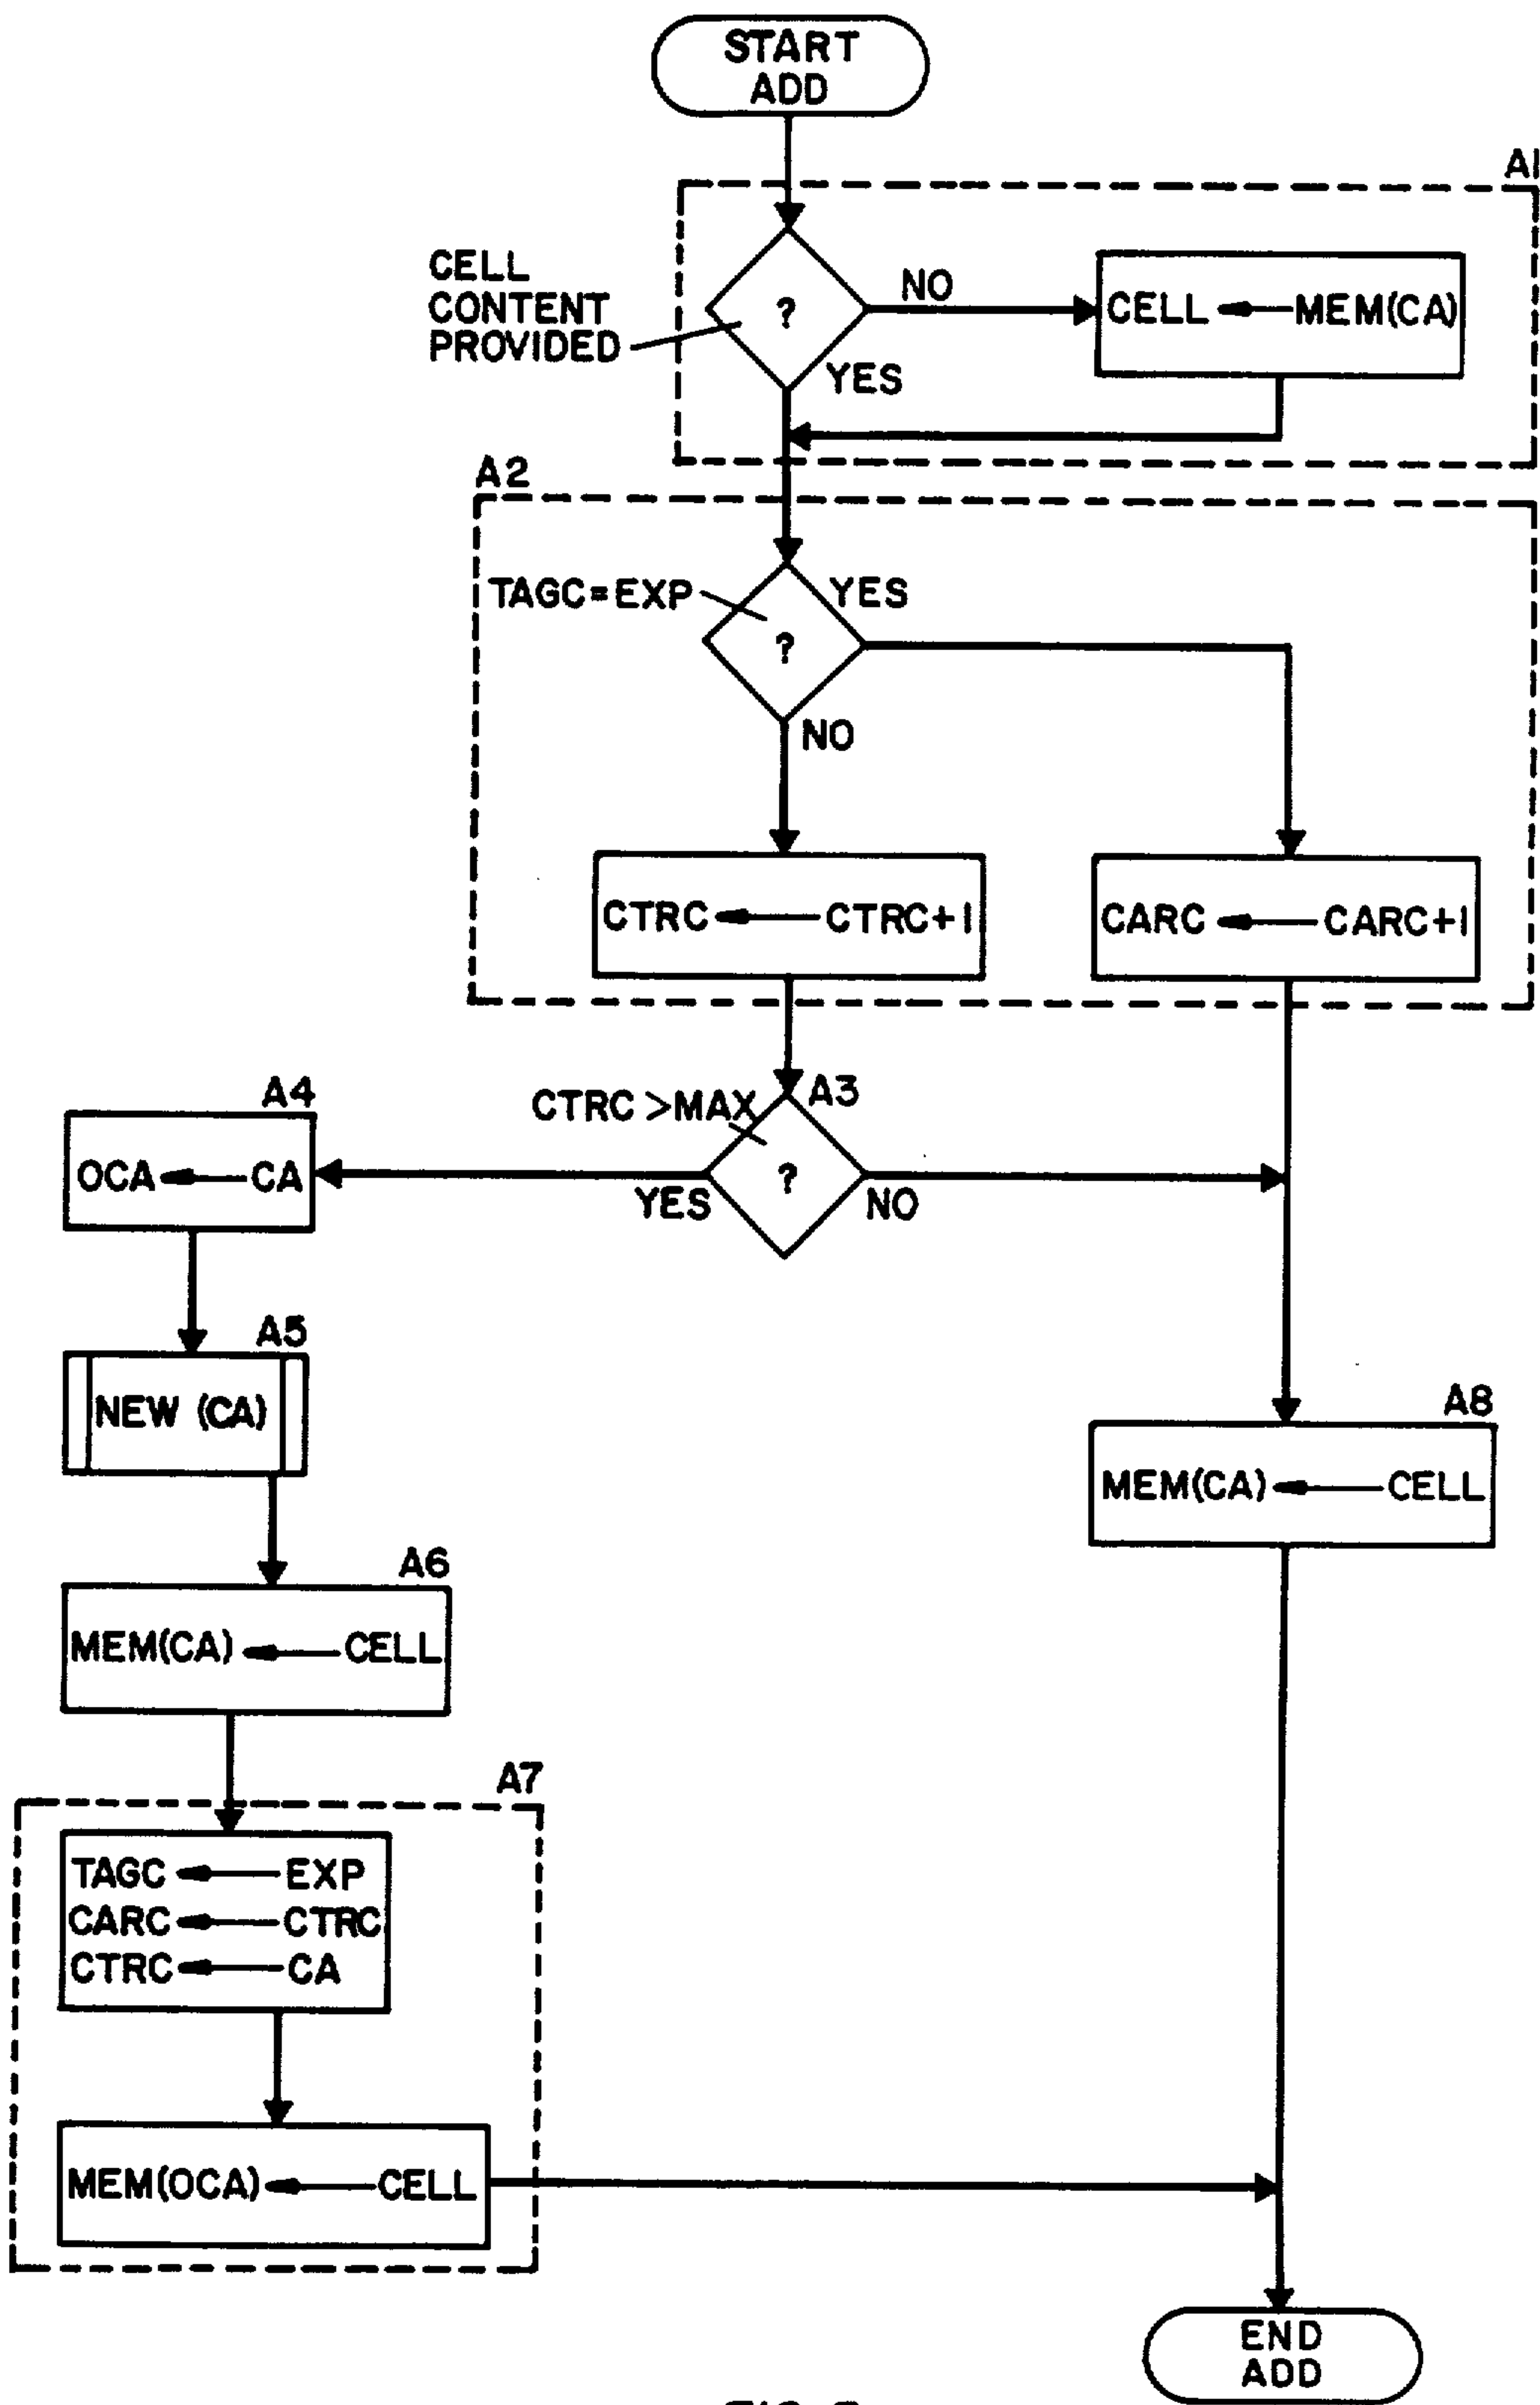 START
ADD
A1
CELL
CONTENT
PROVIDED
?
NO
CELL ← MEM(CA)
YES
A2
TAGC=EXP
YES
?
NO
CTRC ← CTRC+1
CARC ← CARC+1
CTRC >MAX
A3
A4
OCA ← CA
?
YES
NO
A5
NEW (CA)
A8
MEM(CA) ← CELL
A6
MEM(CA) ← CELL
A7
TAGC ← EXP
CARC ← CTRC
CTRC ← CA
MEM(OCA) ← CELL
END
ADD